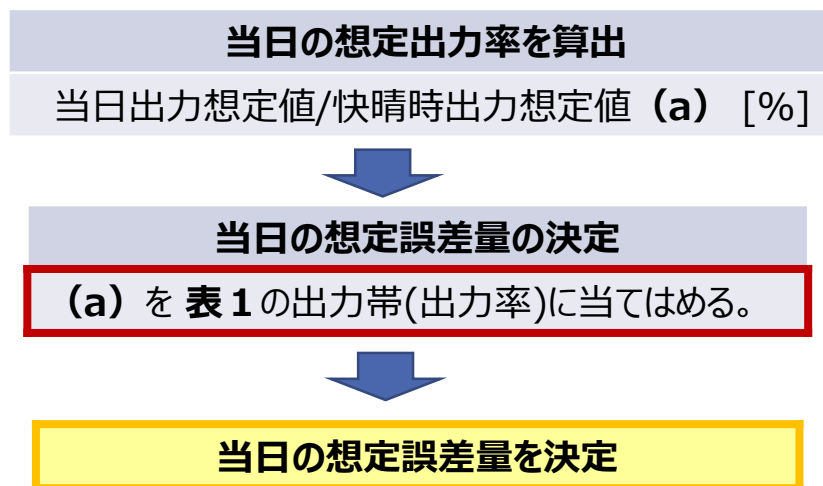 当日の想定出力率を算出
当日出力想定値/快晴時出力想定値（a） [%]
当日の想定誤差量の決定
（a）を 表１の出力帯(出力率)に当てはめる。
当日の想定誤差量を決定